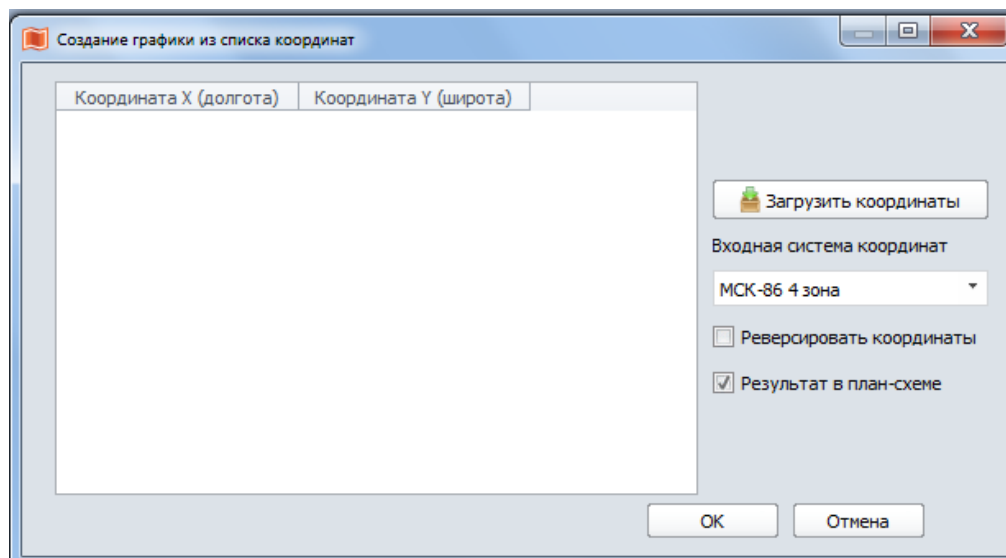 Создание графики из списка координат
Координата X (долгота) Координата Y (широта)
Загрузить координаты
Входная система координат
МСК-86 4 зона
Реверсировать координаты
Результат в план-схеме
OK Отмена